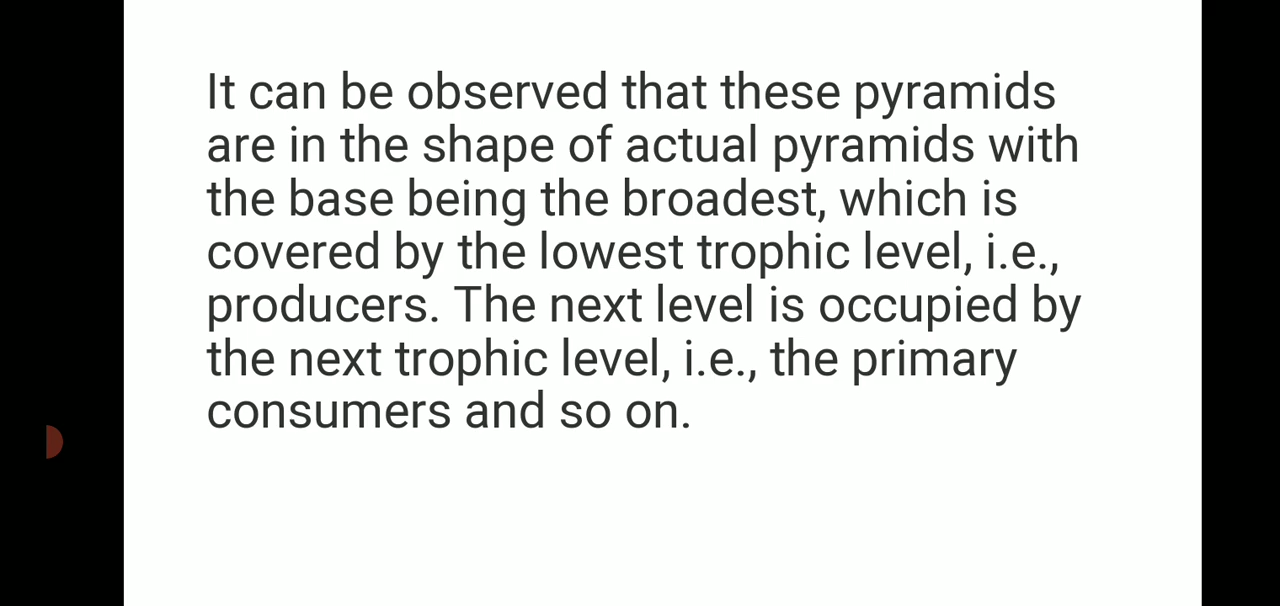 It can be observed that these pyramids
are in the shape of actual pyramids with
the base being the broadest, which is
covered by the lowest trophic level, i.e.,
producers. The next level is occupied by
the next trophic level, i.e., the primary
consumers and so on.